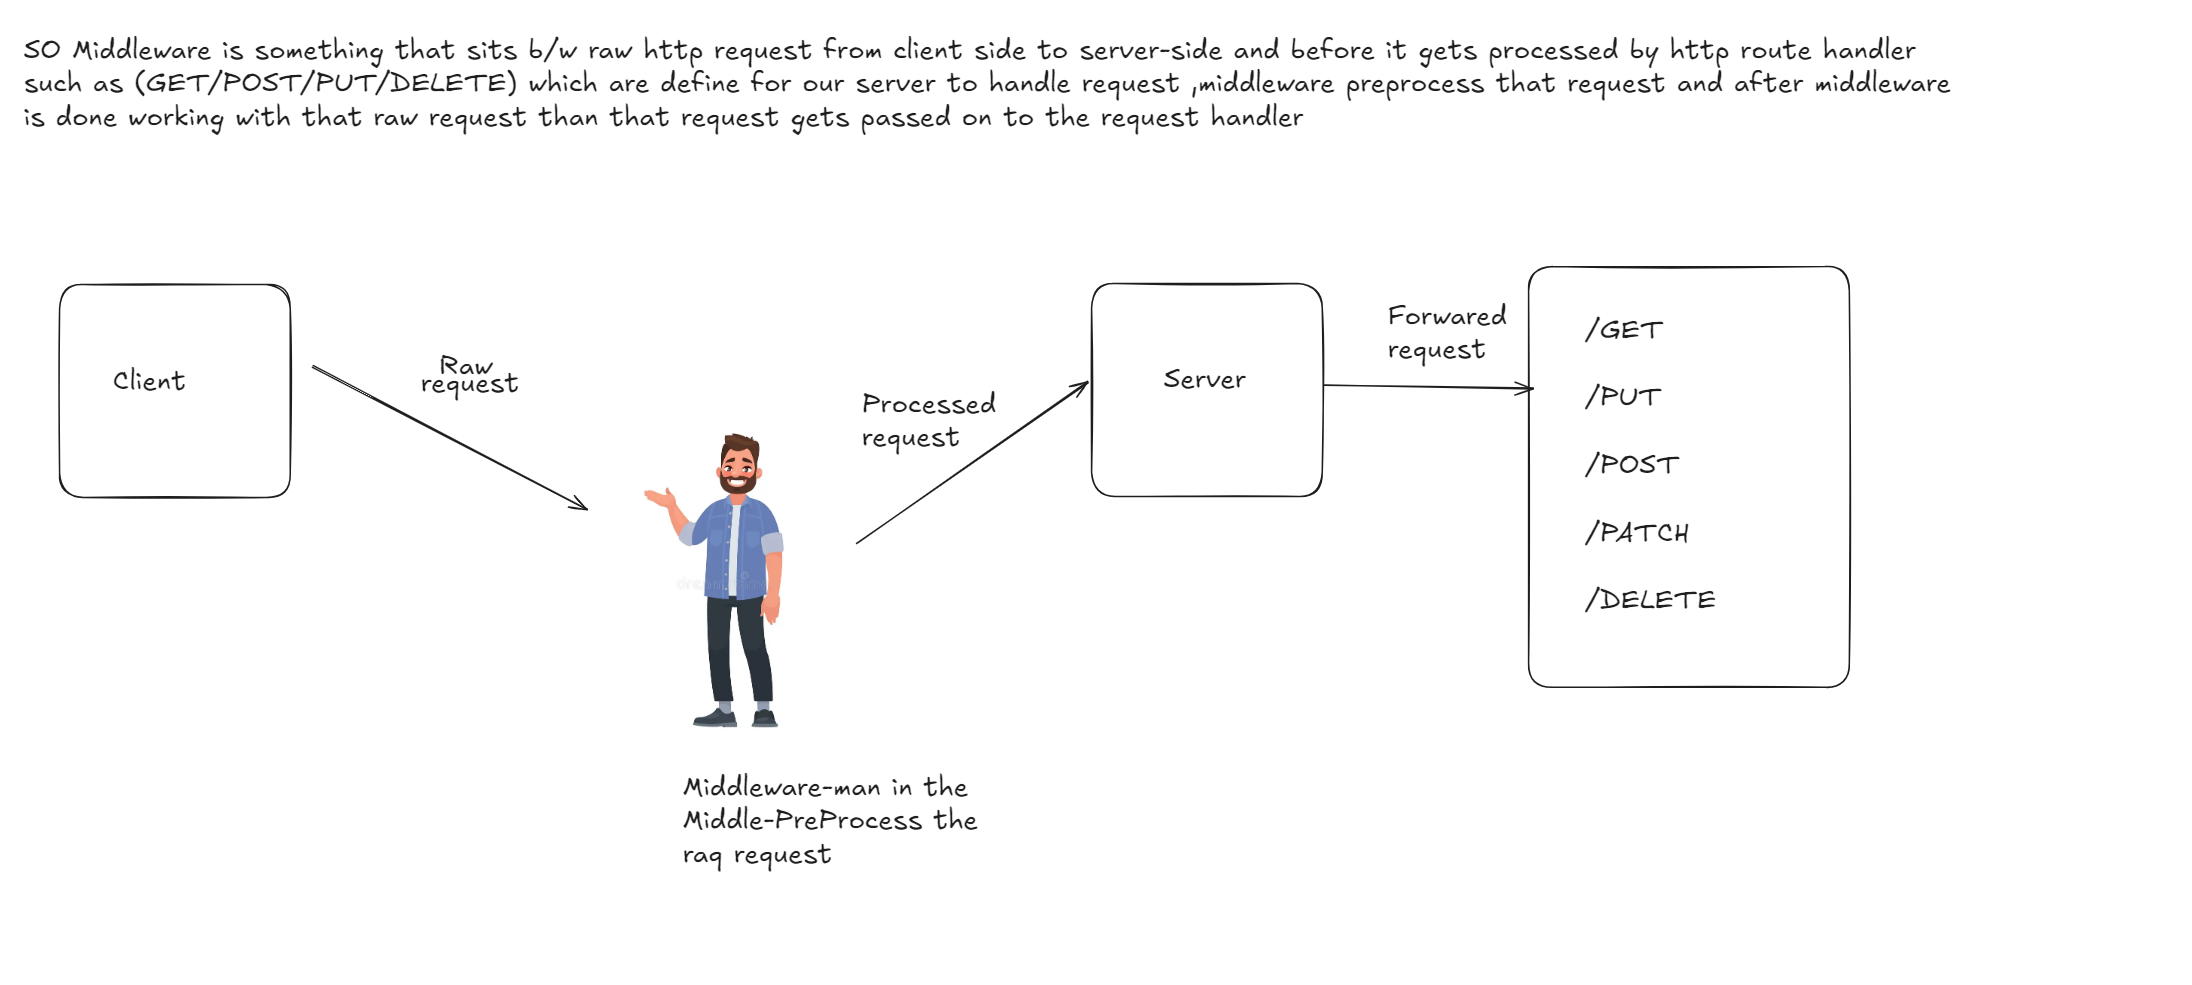 SO Middleware is something that sits b/w raw http request from client side to server-side and before it gets processed by http route handler
such as (GET/POST/PUT/DELETE) which are define for our server to handle request ,middleware preprocess that request and after middleware
is done working with that raw request than that request gets passed on to the request handler
Client
Raw
request
Processed
request
Server
Forwared
request
/GET
/PUT
/POST
/PATCH
/DELETE
Middleware-man in the
Middle-PreProcess the
raq request